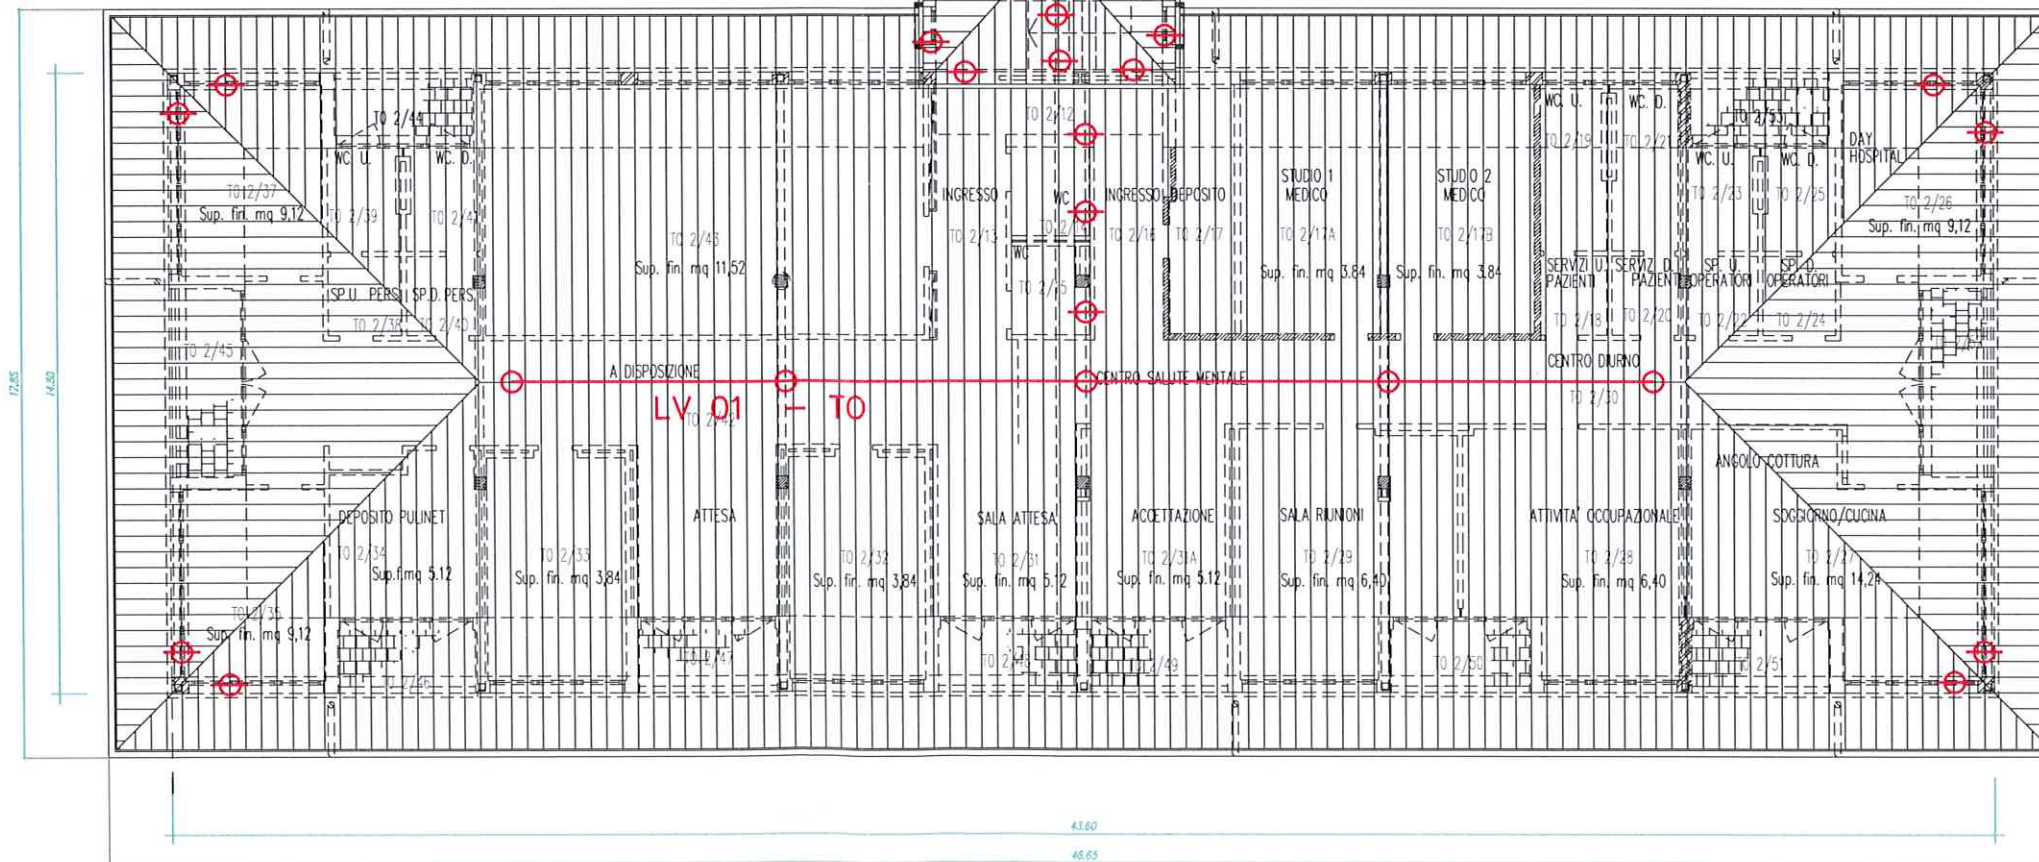 17.85
14.80
TO 2/44
WC. U.
WC. D.
TO 2/37
Sup. fin. mq 9,12
TO 2/39
SP.U. PERS
SP.D. PERS
TO 2/38
TO 2/40
TO 2/45
TO 2/43
Sup. fin. mq 11,52
TO 2/12
INGRESSO
TO 2/13
WC
WC
TO 2/15
INGRESSO
TO 2/16
DEPOSITO
TO 2/17
STUDIO 1
MEDICO
TO 2/17A
Sup. fin. mq 3.84
STUDIO 2
MEDICO
TO 2/17B
Sup. fin. mq 3.84
WC. U.
WC. D.
TO 2/19
TO 2/21
TO 2/53
WC. U.
WC. D.
TO 2/23
TO 2/25
DAY
HOSPITAL
TO 2/26
Sup. fin. mq 9,12
SERVIZI U.
PAZIENTI
SERVIZ. D.
PAZIENTI
SP. U.
OPERATORI
SP. D.
OPERATORI
TO 2/18
TO 2/20
TO 2/22
TO 2/24
A DISPOSIZIONE
CENTRO SALUTE MENTALE
CENTRO DIURNO
TO 2/30
LV 01 - TO
TO 2/42
ANGOLO COTTURA
DEPOSITO PULINET
TO 2/34
Sup.f.mq 5.12
TO 2/33
Sup. fin. mq 3,84
ATTESA
TO 2/32
Sup. fin. mq 3,84
SALA ATTESA
TO 2/31
Sup. fin. mq 5.12
ACCETTAZIONE
TO 2/31A
Sup. fin. mq 5.12
SALA RIUNIONI
TO 2/29
Sup. fin. mq 6,40
ATTIVITA' OCCUPAZIONALE
TO 2/28
Sup. fin. mq 6,40
SOGGIORNO/CUCINA
TO 2/27
Sup. fin. mq 14,24
TO 2/35
Sup. fin. mq 9,12
TO 2/46
TO 2/47
TO 2/48
TO 2/49
TO 2/50
TO 2/51
43.60
46.65